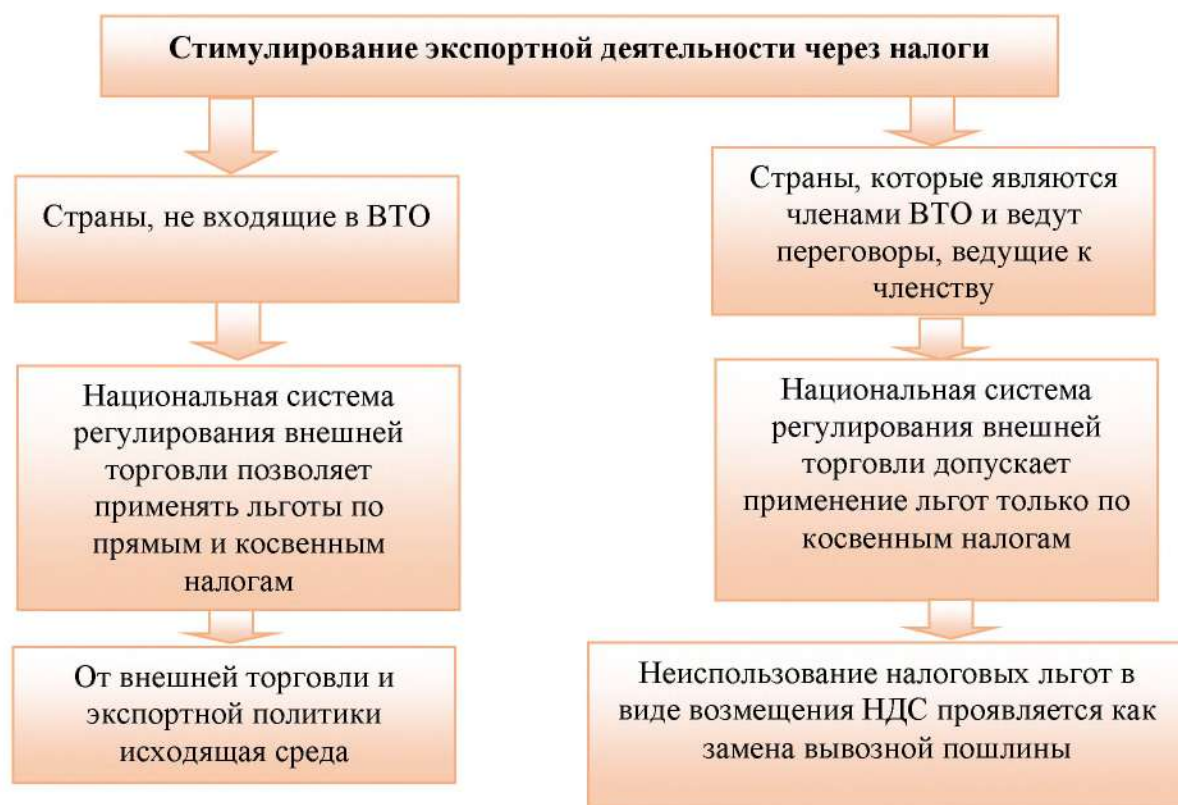 Стимулирование экспортной деятельности через налоги
Страны, не входящие в ВТО
Национальная система
регулирования внешней
торговли позволяет
применять льготы по
прямым и косвенным
налогам
От внешней торговли и
экспортной политики
исходящая среда
Страны, которые являются
членами ВТО и ведут
переговоры, ведущие к
членству
Национальная система
регулирования внешней
торговли допускает
применение льгот только по
косвенным налогам
Неиспользование налоговых льгот в
виде возмещения НДС проявляется как
замена вывозной пошлины